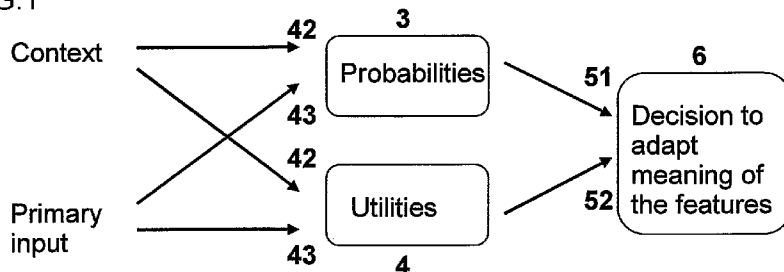 G.1
42
3
Context
Probabilities
6
51
43
Decision to
adapt
meaning of
the features
42
Primary
input
Utilities
52
43
4